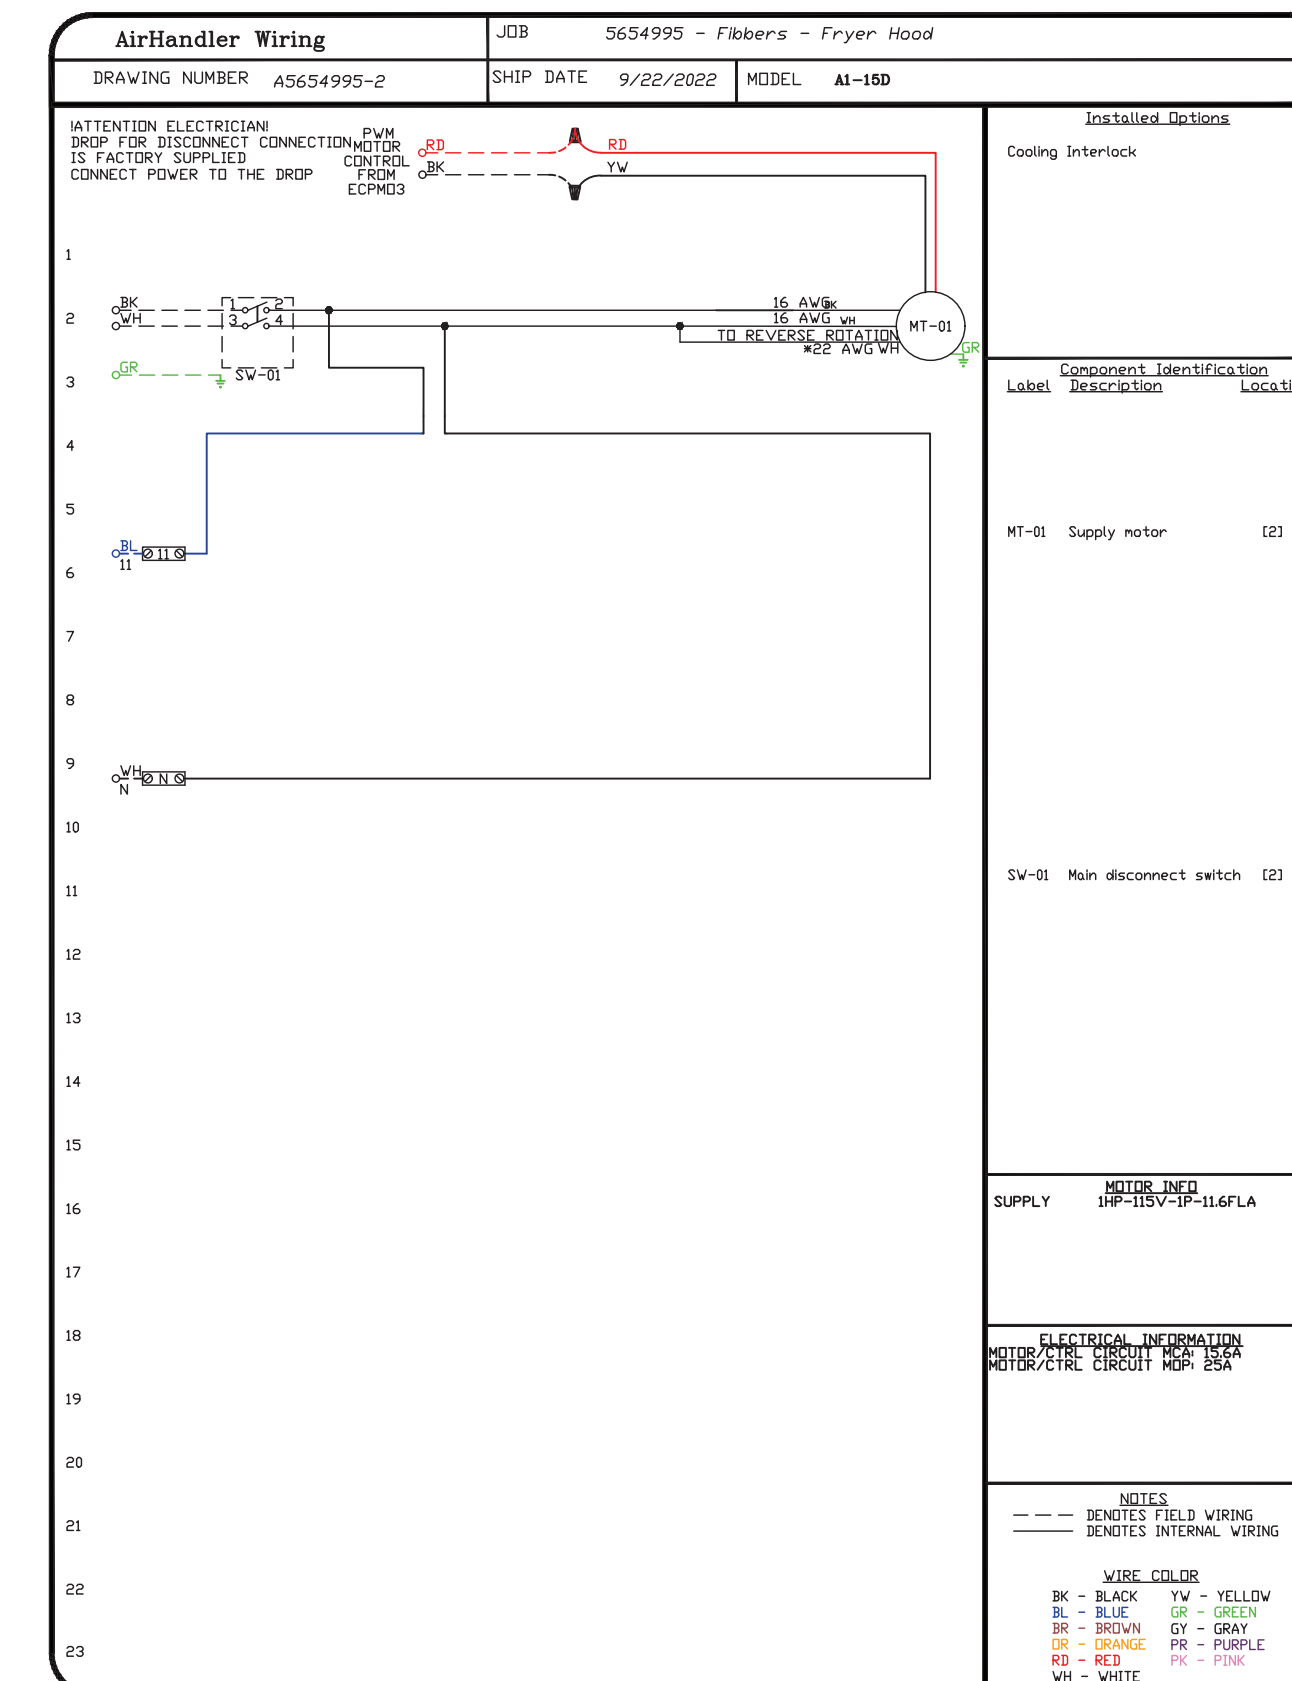 AirHandler Wiring
JOB 5654995 - Fibbers - Fryer Hood
DRAWING NUMBER A5654995-2
SHIP DATE 9/22/2022
MODEL A1-15D
!ATTENTION ELECTRICIAN!
DROP FOR DISCONNECT CONNECTION
IS FACTORY SUPPLIED
CONNECT POWER TO THE DROP
PWM
MOTOR
CONTROL
FROM
ECPM03
RD RD
BK YW
1
BK 1 2 16 AWG BK
2
WH 3 4 16 AWG WH
MT-01
TO REVERSE ROTATION
*22 AWG WH
GR
GR
SW-01
3
4
5
BL 11
11
6
7
8
9
WH N
N
10
11
12
13
14
15
16
17
18
19
20
21
22
23
Installed Options
Cooling Interlock
Component Identification
Label Description Locati
MT-01 Supply motor [2]
SW-01 Main disconnect switch [2]
MOTOR INFO
SUPPLY 1HP-115V-1P-11.6FLA
ELECTRICAL INFORMATION
MOTOR/CTRL CIRCUIT MCA: 15.6A
MOTOR/CTRL CIRCUIT MOP: 25A
NOTES
DENOTES FIELD WIRING
DENOTES INTERNAL WIRING
WIRE COLOR
BK - BLACK YW - YELLOW
BL - BLUE GR - GREEN
BR - BROWN GY - GRAY
OR - ORANGE PR - PURPLE
RD - RED PK - PINK
WH - WHITE